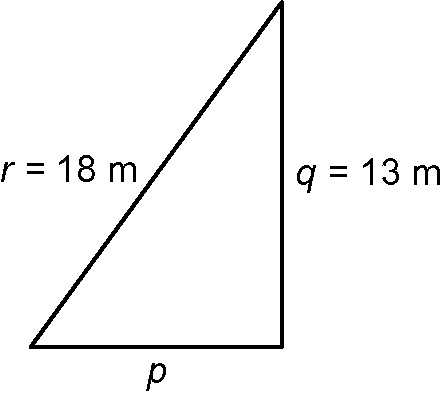 r = 18 m
q = 13 m
p